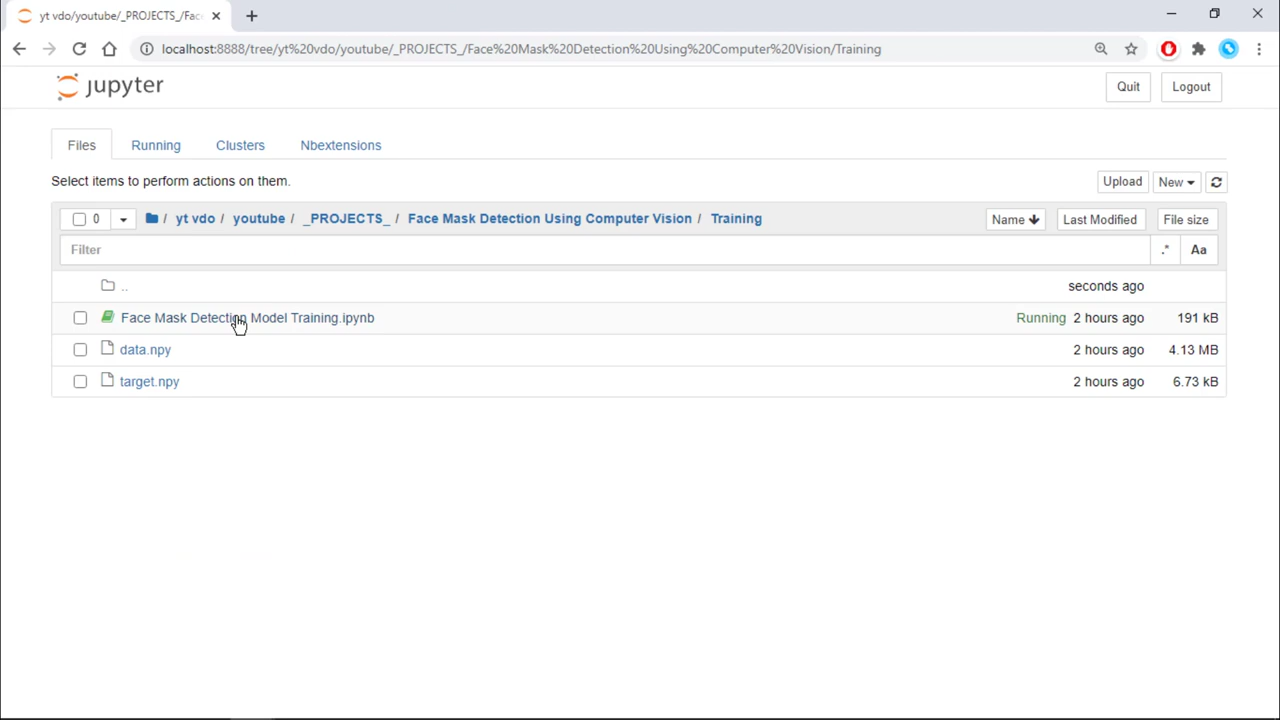 yt vdo/youtube/_PROJECTS_/Fac
localhost:8888/tree/yt%20vdo/youtube/_PROJECTS_/Face%20Mask%20Detection%20Using%20Computer%20Vision/Training
jupyter
Quit
Logout
Files
Running
Clusters
Nbextensions
Select items to perform actions on them.
Upload
New
0
/ yt vdo / youtube / _PROJECTS_ / Face Mask Detection Using Computer Vision / Training
Name
Last Modified
File size
Filter
.*
Aa
..
seconds ago
Face Mask Detection Model Training.ipynb
Running 2 hours ago
191 kB
data.npy
2 hours ago
4.13 MB
target.npy
2 hours ago
6.73 kB